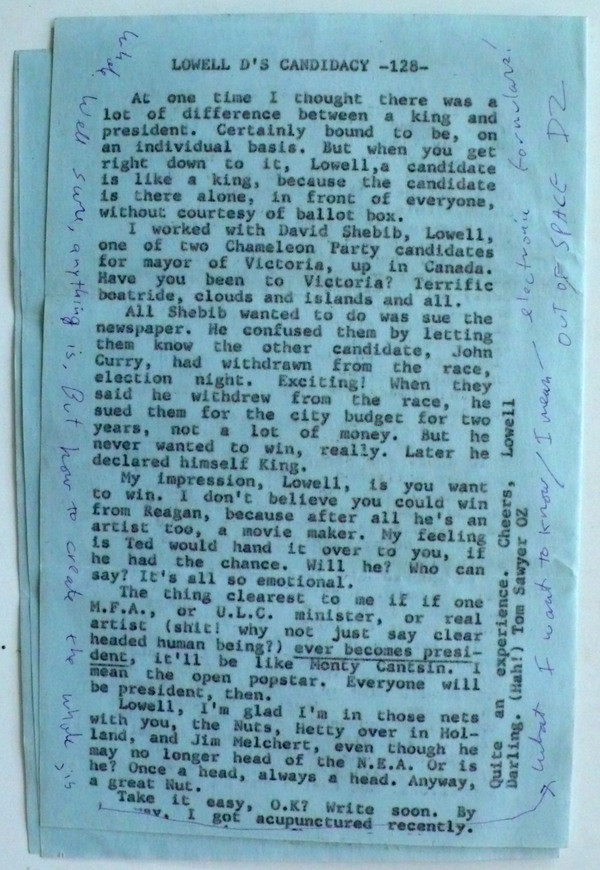 LOWELL D'S CANDIDACY -128-
At one time I thought there was a
lot of difference between a king and
president. Certainly bound to be, on
an individual basis. But when you get
right down to it, Lowell,a candidate
is like a king, because the candidate
is there alone, in front of everyone,
without courtesy of ballot box.
I worked with David Shebib, Lowell,
one of two Chameleon Party candidates
for mayor of Victoria, up in Canada.
Have you been to Victoria? Terrific
boatride, clouds and islands and all.
All Shebib wanted to do was sue the
newspaper. He confused them by letting
them know the other candidate, John
Curry, had withdrawn from the race,
election night. Exciting! When they
said he withdrew from the race, he
sued them for the city budget for two
years, not a lot of money. But he
never wanted to win, really. Later he
declared himself King.
My impression, Lowell, is you want
to win. I don't believe you could win
from Reagan, because after all he's an
artist too, a movie maker. My feeling
is Ted would hand it over to you, if
he had the chance. Will he? Who can
say? It's all so emotional.
The thing clearest to me if if one
M.F.A., or U.L.C. minister, or real
artist (shit! why not just say clear
headed human being?) ever becomes presi-
dent, it'll be like Monty Cantsin. I
mean the open popstar. Everyone will
be president, then.
Lowell, I'm glad I'm in those nets
with you, the Nuts, Hetty over in Hol-
land, and Jim Melchert, even though he
may no longer head of the N.E.A. Or is
he? Once a head, always a head. Anyway,
a great Nut.
Take it easy, O.K? Write soon. By
way, I got acupunctured recently.
Quite an experience. Cheers, Lowell
Darling. (Hah!) Tom Sawyer OZ
what I want to know / I mean — electronic formulars!
OUT OF SPACE DZ
Well sure, anything is, But how to create the whole